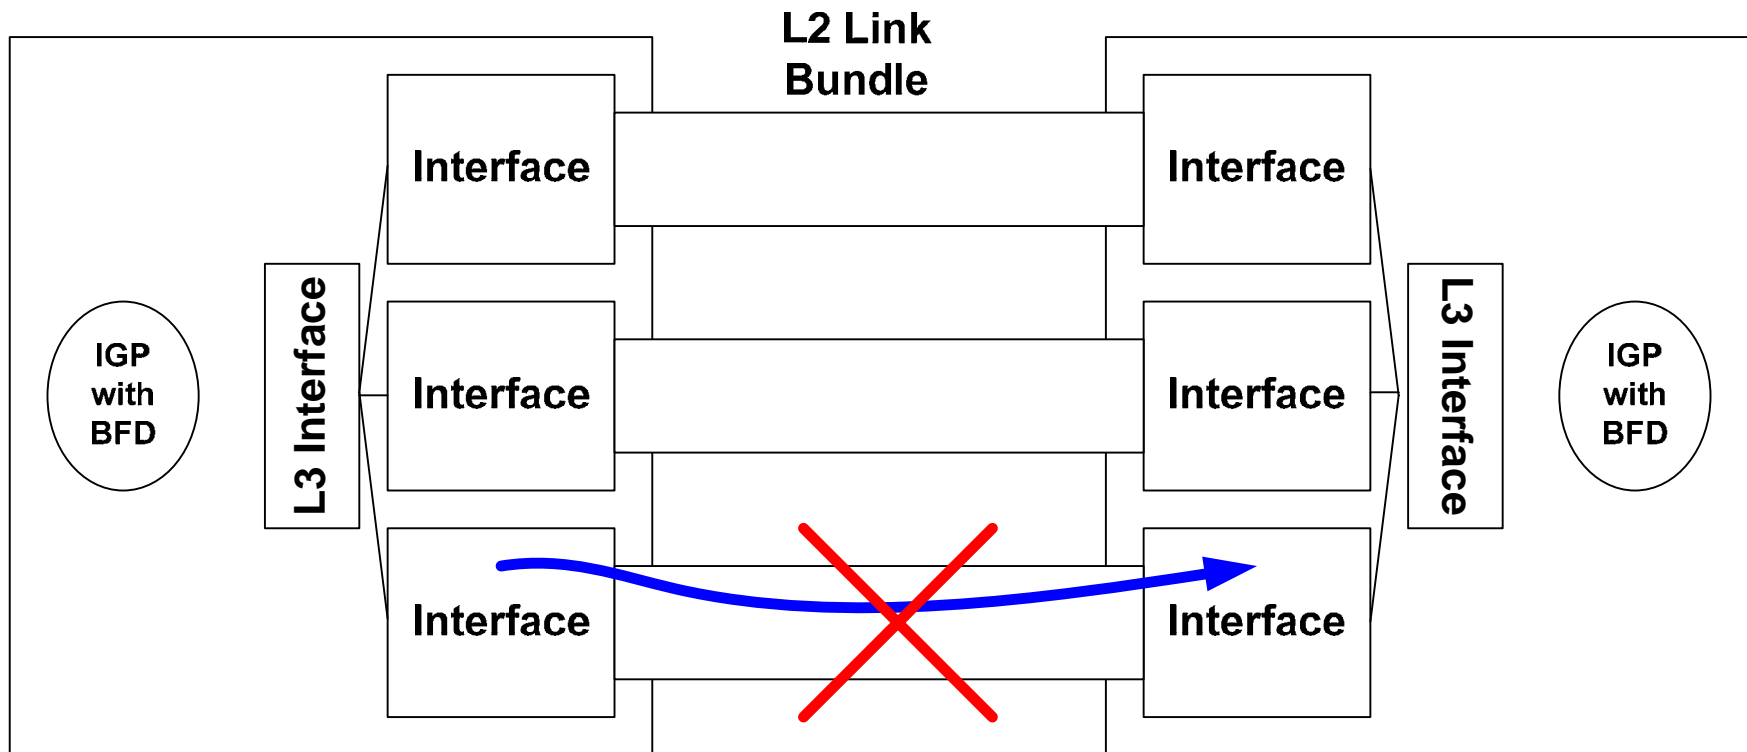 L2 Link
Bundle
Interface
Interface
L3 Interface
IGP
with
BFD
Interface
Interface
L3 Interface
IGP
with
BFD
Interface
Interface